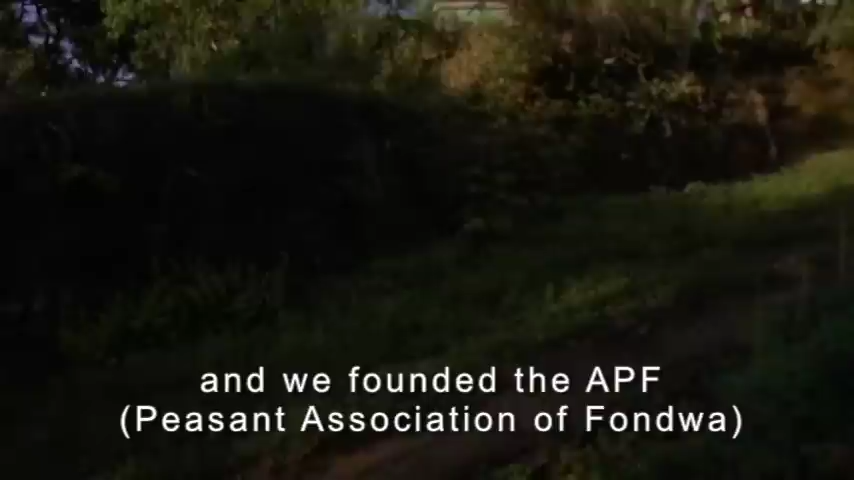 and we founded the APF
(Peasant Association of Fondwa)